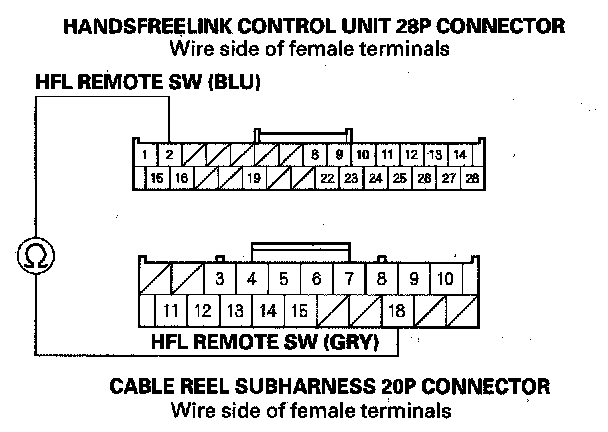 HANDSFREELINK CONTROL UNIT 28P CONNECTOR
Wire side of female terminals
HFL REMOTE SW (BLU)
1 2 8 9 10 11 12 13 14
15 16 19 22 23 24 25 26 27 28
Ω
3 4 5 6 7 8 9 10
11 12 13 14 15 18
HFL REMOTE SW (GRY)
CABLE REEL SUBHARNESS 20P CONNECTOR
Wire side of female terminals